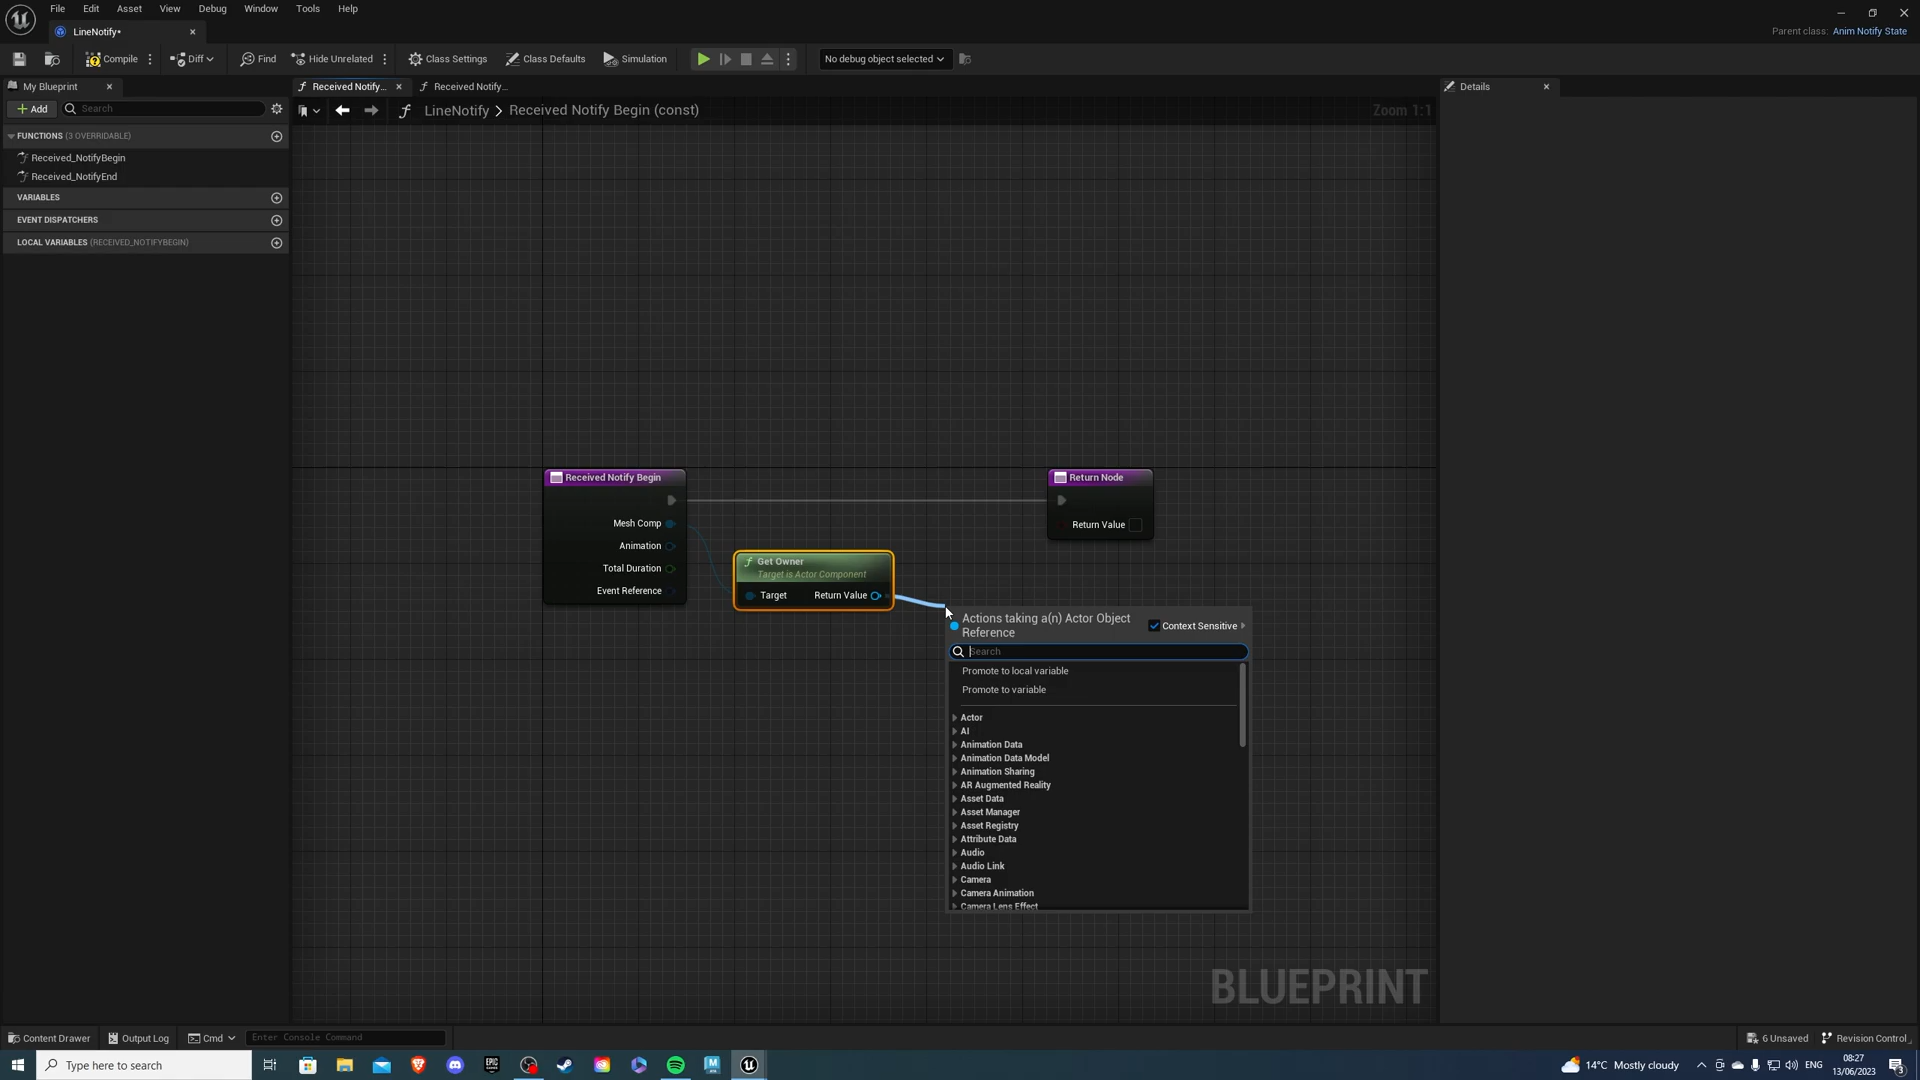 File Edit Asset View Debug Window Tools Help
LineNotify*
Parent class: Anim Notify State
Compile Diff Find Hide Unrelated Class Settings Class Defaults Simulation No debug object selected
My Blueprint
Received Notify... Received Notify...
Details
Add Search
LineNotify > Received Notify Begin (const)
Zoom 1:1
FUNCTIONS (3 OVERRIDABLE)
Received_NotifyBegin
Received_NotifyEnd
VARIABLES
EVENT DISPATCHERS
LOCAL VARIABLES (RECEIVED_NOTIFYBEGIN)
Received Notify Begin
Mesh Comp
Animation
Total Duration
Event Reference
Get Owner
Target is Actor Component
Target Return Value
Return Node
Return Value
Actions taking a(n) Actor Object
Reference
Context Sensitive
Search
Promote to local variable
Promote to variable
Actor
AI
Animation Data
Animation Data Model
Animation Sharing
AR Augmented Reality
Asset Data
Asset Manager
Asset Registry
Attribute Data
Audio
Audio Link
Camera
Camera Animation
Camera Lens Effect
BLUEPRINT
Content Drawer Output Log Cmd Enter Console Command
6 Unsaved Revision Control
Type here to search
EPIC GAMES
14°C Mostly cloudy
ENG
08:27
13/06/2023
3